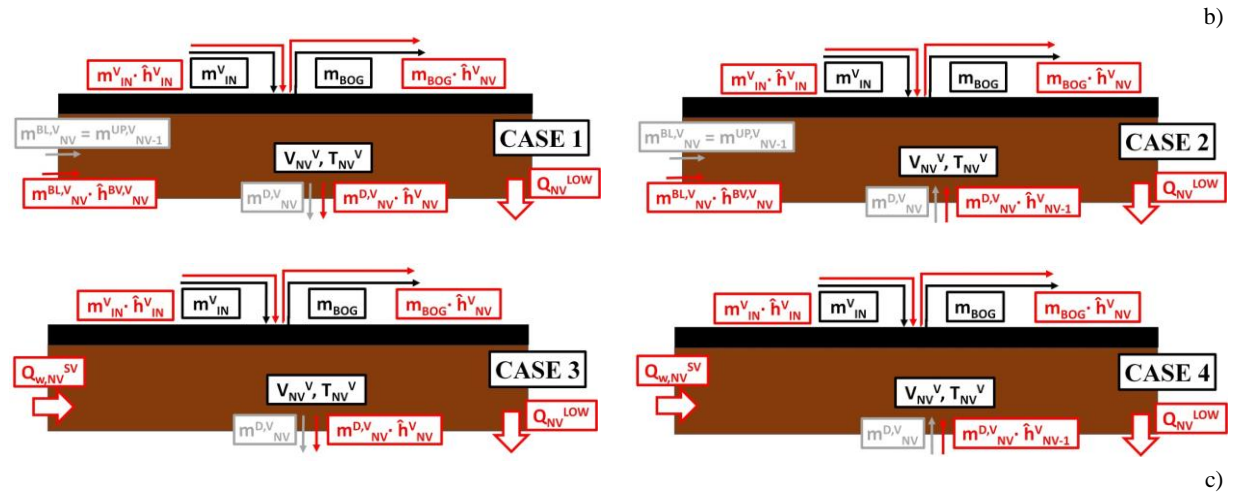 b)
m^V_IN · ĥ^V_IN
m^V_IN
m_BOG
m_BOG · ĥ^V_NV
m^BL,V_NV = m^UP,V_NV-1
CASE 1
V_NV^V, T_NV^V
m^BL,V_NV · ĥ^BV,V_NV
m^D,V_NV
m^D,V_NV · ĥ^V_NV
Q_NV^LOW
m^V_IN · ĥ^V_IN
m^V_IN
m_BOG
m_BOG · ĥ^V_NV
m^BL,V_NV = m^UP,V_NV-1
CASE 2
V_NV^V, T_NV^V
m^BL,V_NV · ĥ^BV,V_NV
m^D,V_NV
m^D,V_NV · ĥ^V_NV-1
Q_NV^LOW
m^V_IN · ĥ^V_IN
m^V_IN
m_BOG
m_BOG · ĥ^V_NV
Q_w,NV^SV
CASE 3
V_NV^V, T_NV^V
m^D,V_NV
m^D,V_NV · ĥ^V_NV
Q_NV^LOW
m^V_IN · ĥ^V_IN
m^V_IN
m_BOG
m_BOG · ĥ^V_NV
Q_w,NV^SV
CASE 4
V_NV^V, T_NV^V
m^D,V_NV
m^D,V_NV · ĥ^V_NV-1
Q_NV^LOW
c)